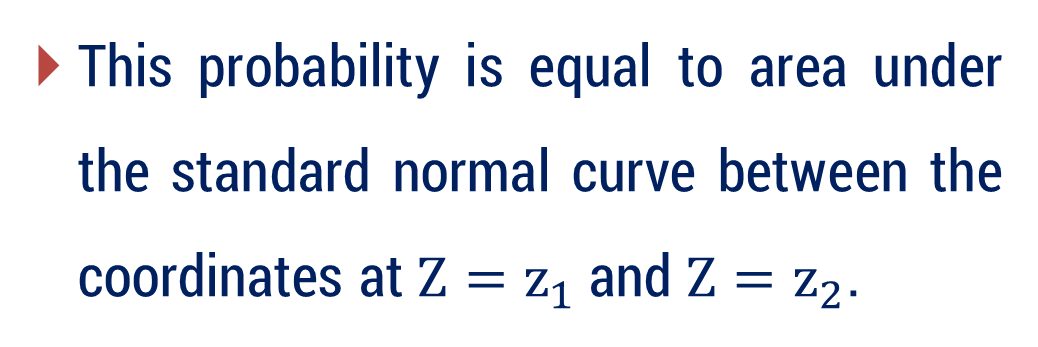 This probability is equal to area under
the standard normal curve between the
coordinates at Z = z₁ and Z = z₂.